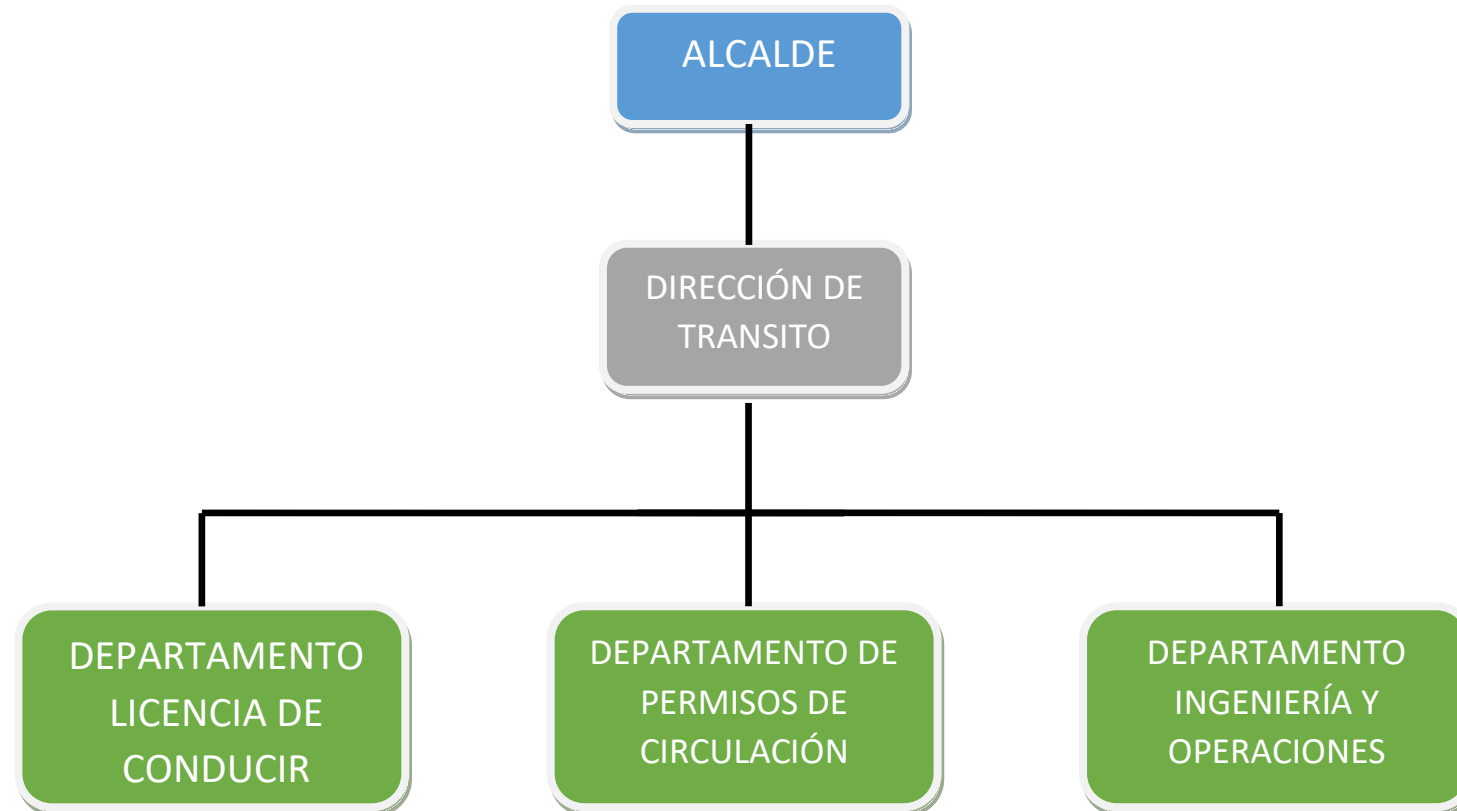 ALCALDE
DIRECCIÓN DE
TRANSITO
DEPARTAMENTO
LICENCIA DE
CONDUCIR
DEPARTAMENTO DE
PERMISOS DE
CIRCULACIÓN
DEPARTAMENTO
INGENIERÍA Y
OPERACIONES